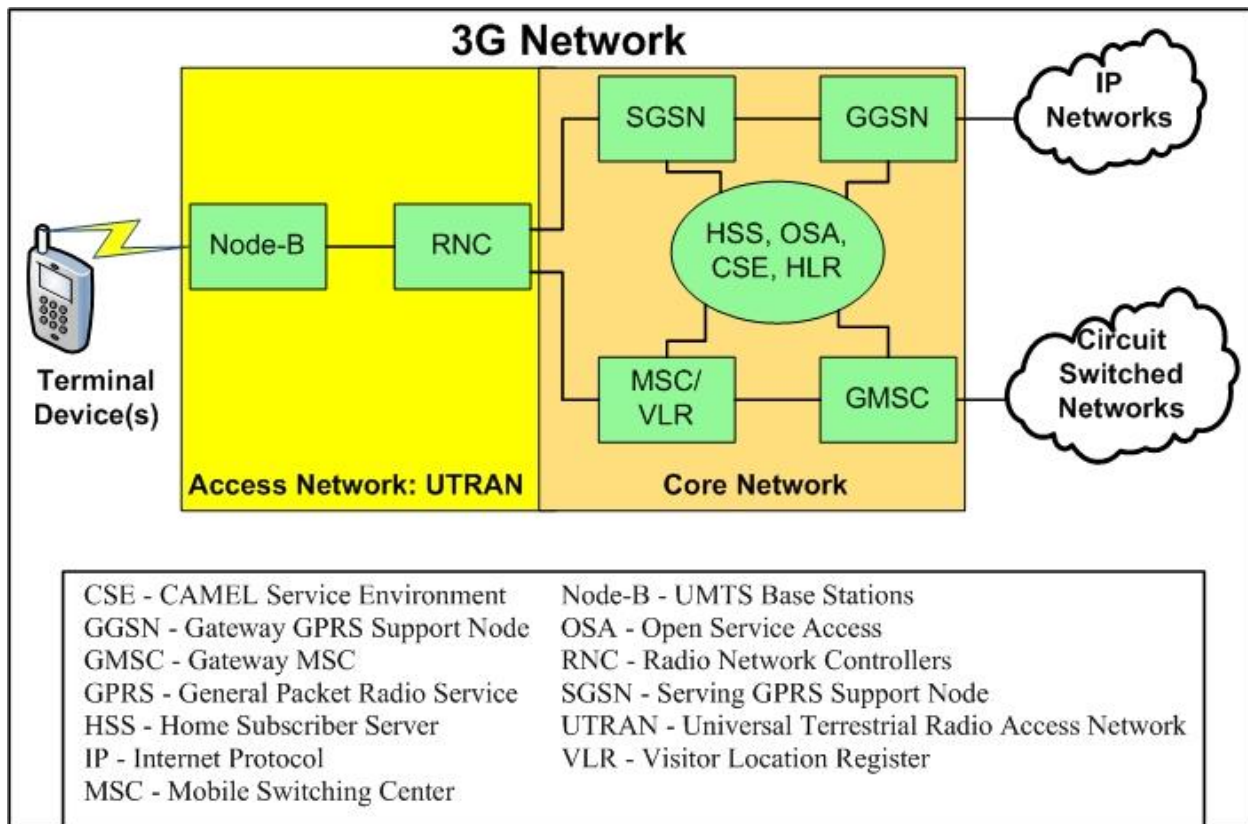 3G Network
SGSN
GGSN
IP
Networks
Node-B
RNC
HSS, OSA,
CSE, HLR
Terminal
Device(s)
MSC/
VLR
GMSC
Circuit
Switched
Networks
Access Network: UTRAN
Core Network
CSE - CAMEL Service Environment
GGSN - Gateway GPRS Support Node
GMSC - Gateway MSC
GPRS - General Packet Radio Service
HSS - Home Subscriber Server
IP - Internet Protocol
MSC - Mobile Switching Center
Node-B - UMTS Base Stations
OSA - Open Service Access
RNC - Radio Network Controllers
SGSN - Serving GPRS Support Node
UTRAN - Universal Terrestrial Radio Access Network
VLR - Visitor Location Register